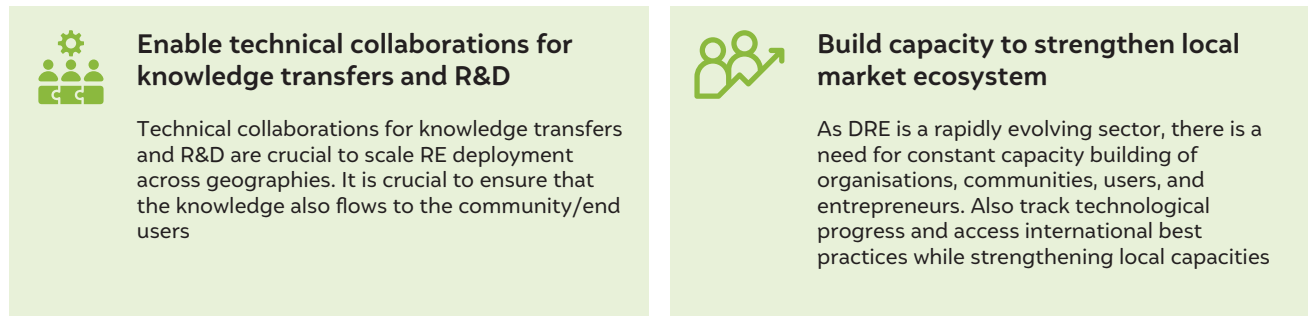 Enable technical collaborations for
knowledge transfers and R&D
Technical collaborations for knowledge transfers
and R&D are crucial to scale RE deployment
across geographies. It is crucial to ensure that
the knowledge also flows to the community/end
users
Build capacity to strengthen local
market ecosystem
As DRE is a rapidly evolving sector, there is a
need for constant capacity building of
organisations, communities, users, and
entrepreneurs. Also track technological
progress and access international best
practices while strengthening local capacities